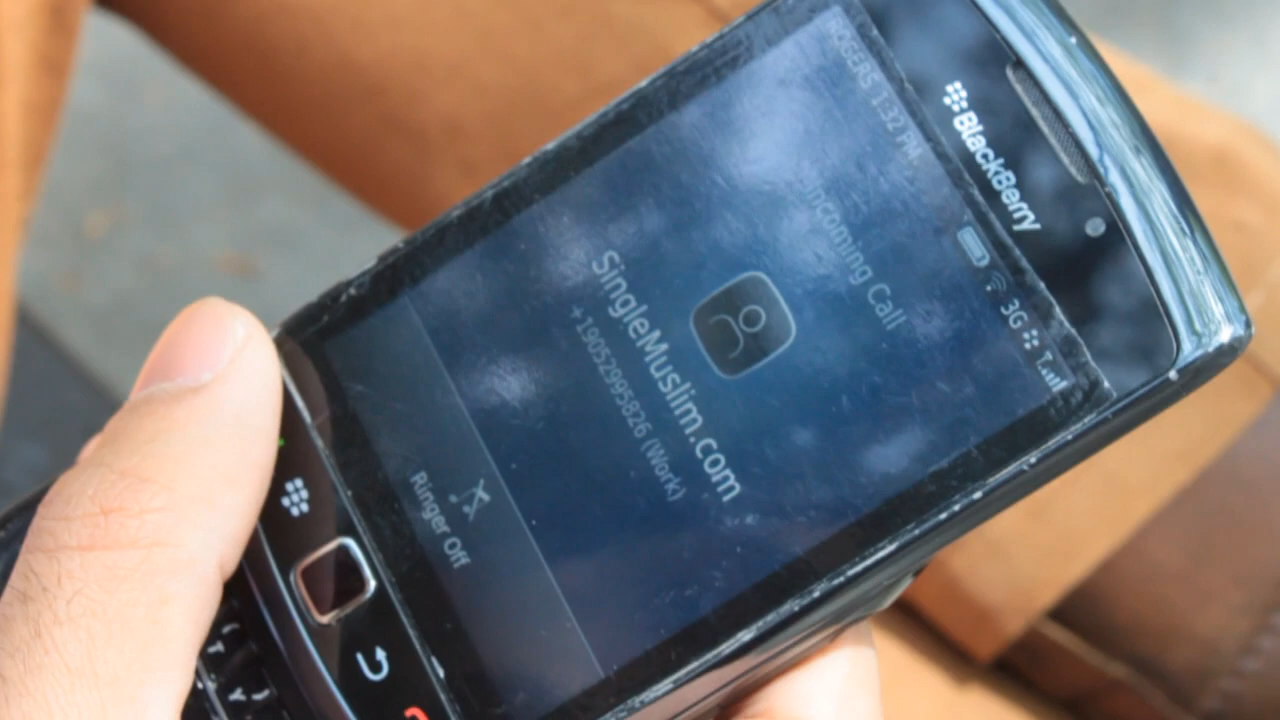 BlackBerry
ROGERS 1:32 PM
3G
Incoming Call
SingleMuslim.com
+19052995826 (Work)
Ringer Off